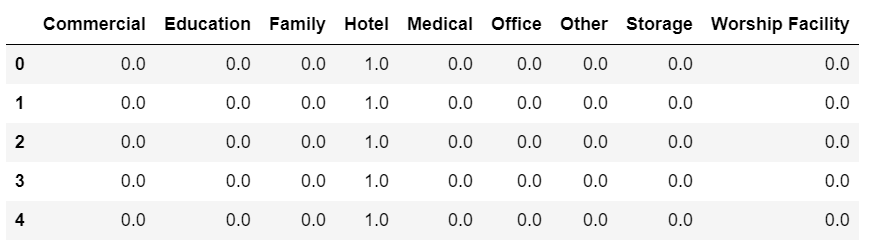 Commercial Education Family Hotel Medical Office Other Storage Worship Facility
0 0.0 0.0 0.0 1.0 0.0 0.0 0.0 0.0 0.0
1 0.0 0.0 0.0 1.0 0.0 0.0 0.0 0.0 0.0
2 0.0 0.0 0.0 1.0 0.0 0.0 0.0 0.0 0.0
3 0.0 0.0 0.0 1.0 0.0 0.0 0.0 0.0 0.0
4 0.0 0.0 0.0 1.0 0.0 0.0 0.0 0.0 0.0